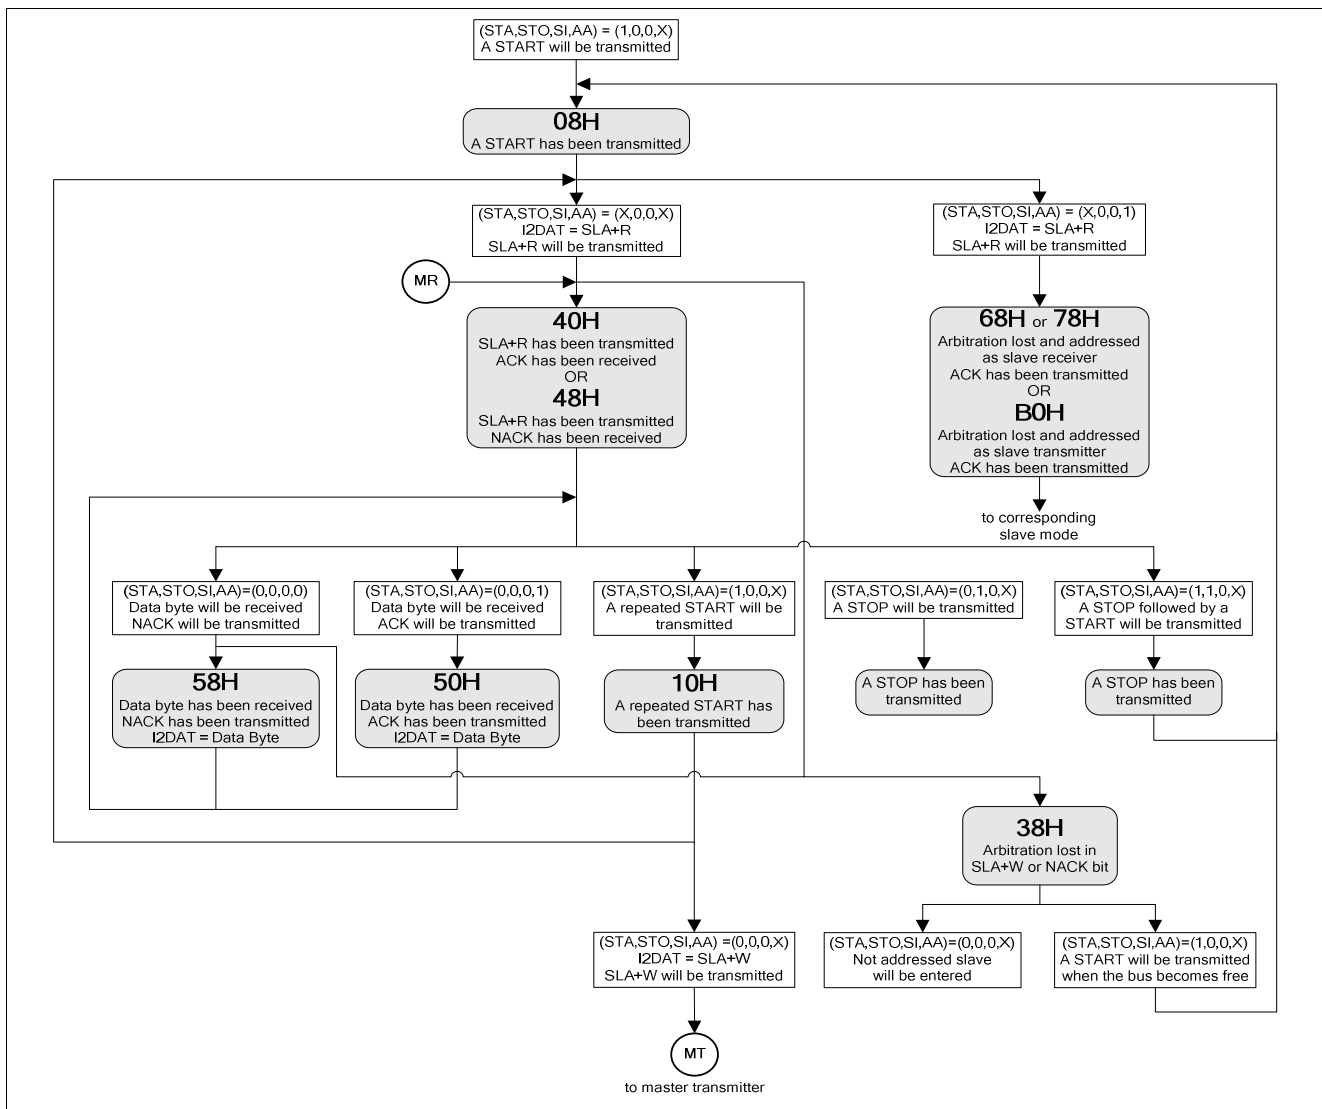 (STA,STO,SI,AA) = (1,0,0,X)
A START will be transmitted
08H
A START has been transmitted
(STA,STO,SI,AA) = (X,0,0,X)
I2DAT = SLA+R
SLA+R will be transmitted
(STA,STO,SI,AA) = (X,0,0,1)
I2DAT = SLA+R
SLA+R will be transmitted
MR
40H
SLA+R has been transmitted
ACK has been received
OR
48H
SLA+R has been transmitted
NACK has been received
68H or 78H
Arbitration lost and addressed
as slave receiver
ACK has been transmitted
OR
B0H
Arbitration lost and addressed
as slave transmitter
ACK has been transmitted
to corresponding
slave mode
(STA,STO,SI,AA)=(0,0,0,0)
Data byte will be received
NACK will be transmitted
(STA,STO,SI,AA)=(0,0,0,1)
Data byte will be received
ACK will be transmitted
(STA,STO,SI,AA)=(1,0,0,X)
A repeated START will be
transmitted
(STA,STO,SI,AA)=(0,1,0,X)
A STOP will be transmitted
(STA,STO,SI,AA)=(1,1,0,X)
A STOP followed by a
START will be transmitted
58H
Data byte has been received
NACK has been transmitted
I2DAT = Data Byte
50H
Data byte has been received
ACK has been transmitted
I2DAT = Data Byte
10H
A repeated START has
been transmitted
A STOP has been
transmitted
A STOP has been
transmitted
38H
Arbitration lost in
SLA+W or NACK bit
(STA,STO,SI,AA) =(0,0,0,X)
I2DAT = SLA+W
SLA+W will be transmitted
(STA,STO,SI,AA)=(0,0,0,X)
Not addressed slave
will be entered
(STA,STO,SI,AA)=(1,0,0,X)
A START will be transmitted
when the bus becomes free
MT
to master transmitter